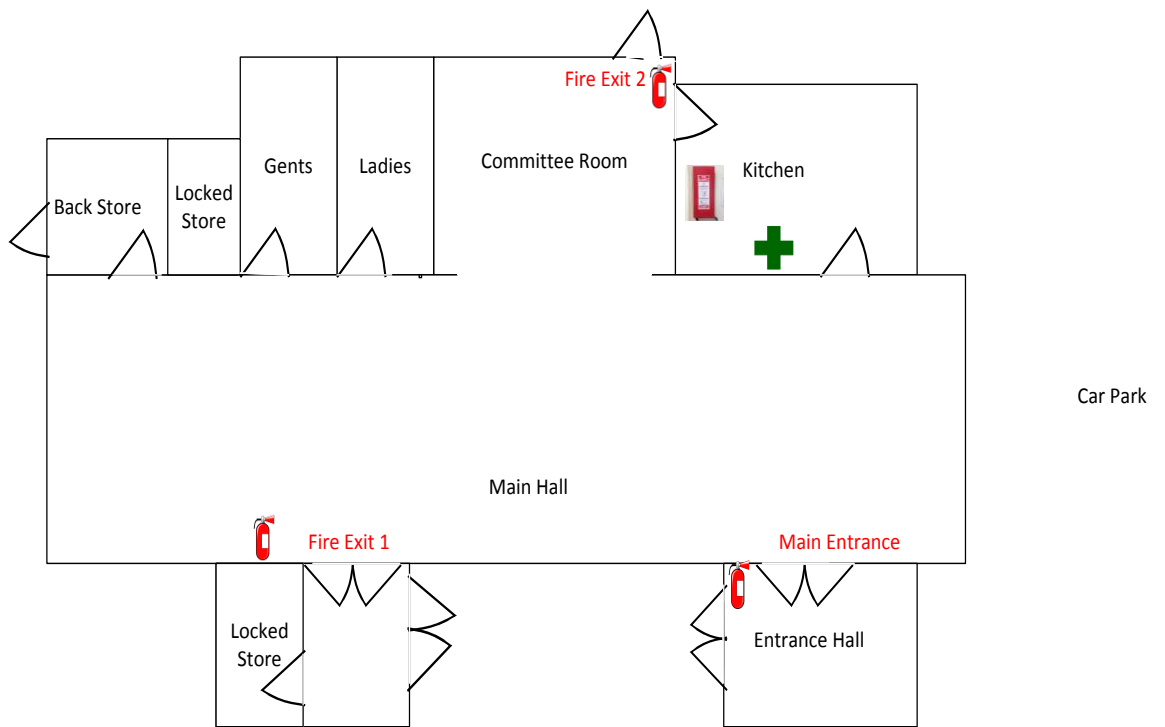 Fire Exit 2
Gents
Ladies
Committee Room
Kitchen
Back Store
Locked
Store
Car Park
Main Hall
Fire Exit 1
Main Entrance
Locked
Store
Entrance Hall